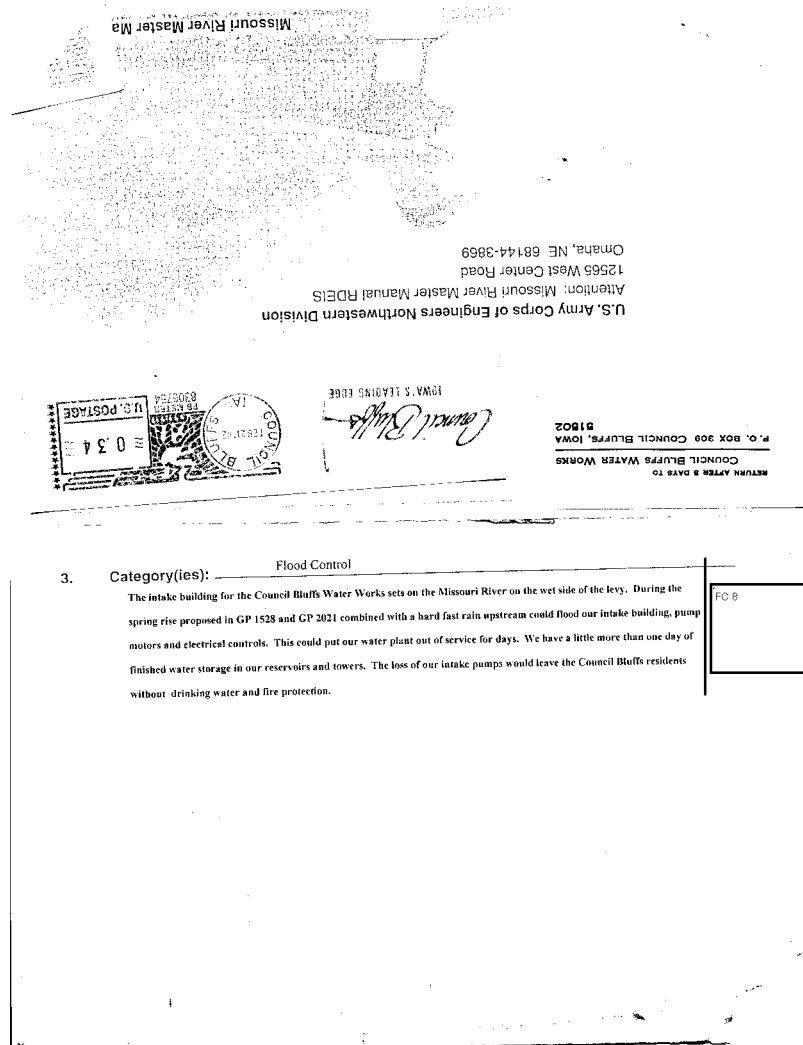 Missouri River Master Ma
U.S. Army Corps of Engineers Northwestern Division
Attention: Missouri River Master Manual RDEIS
12565 West Center Road
Omaha, NE 68144-3869
RETURN AFTER 5 DAYS TO
COUNCIL BLUFFS WATER WORKS
P. O. BOX 309 COUNCIL BLUFFS, IOWA
51502
Council Bluffs
IOWA'S LEADING EDGE
COUNCIL BLUFFS
IA
FEB 21 '02
PB METER
8308754
U.S. POSTAGE
0.34
3. Category(ies): Flood Control
The intake building for the Council Bluffs Water Works sets on the Missouri River on the wet side of the levy. During the
spring rise proposed in GP 1528 and GP 2021 combined with a hard fast rain upstream could flood our intake building, pump
motors and electrical controls. This could put our water plant out of service for days. We have a little more than one day of
finished water storage in our reservoirs and towers. The loss of our intake pumps would leave the Council Bluffs residents
without drinking water and fire protection.
FC 8